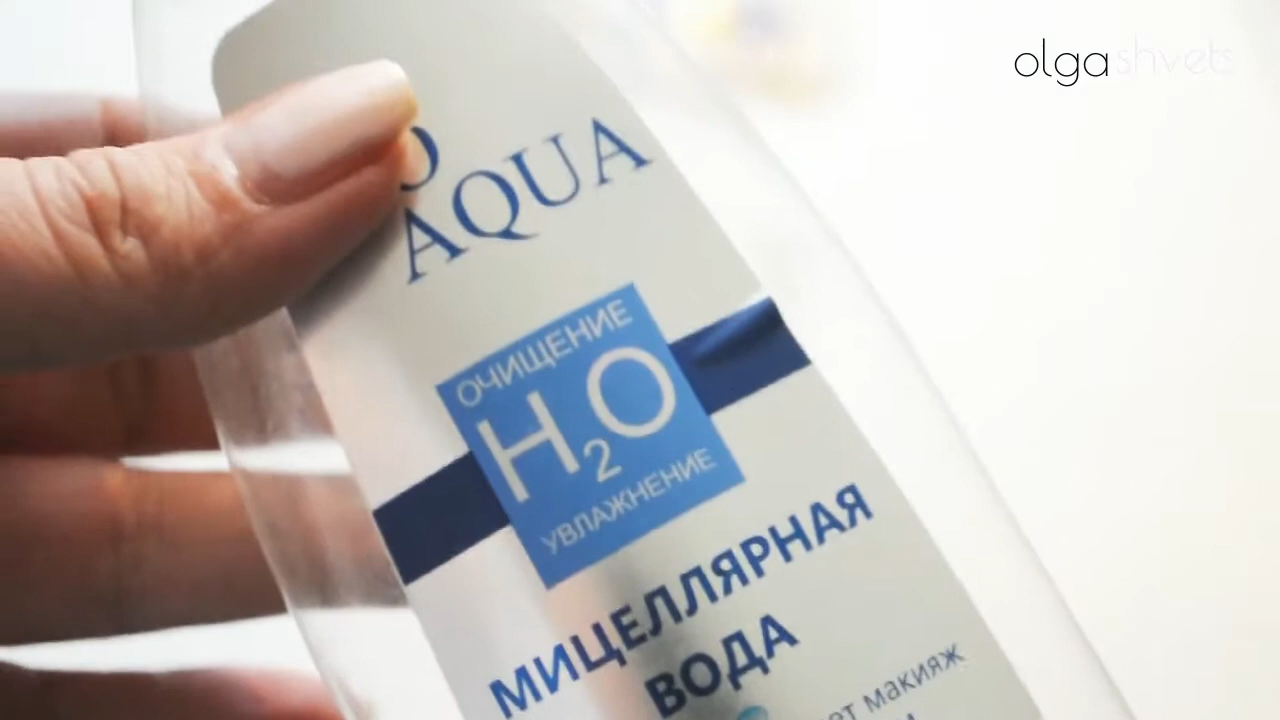 olgashvets
AQUA
ОЧИЩЕНИЕ
H₂O
УВЛАЖНЕНИЕ
МИЦЕЛЛЯРНАЯ
ВОДА
макияж